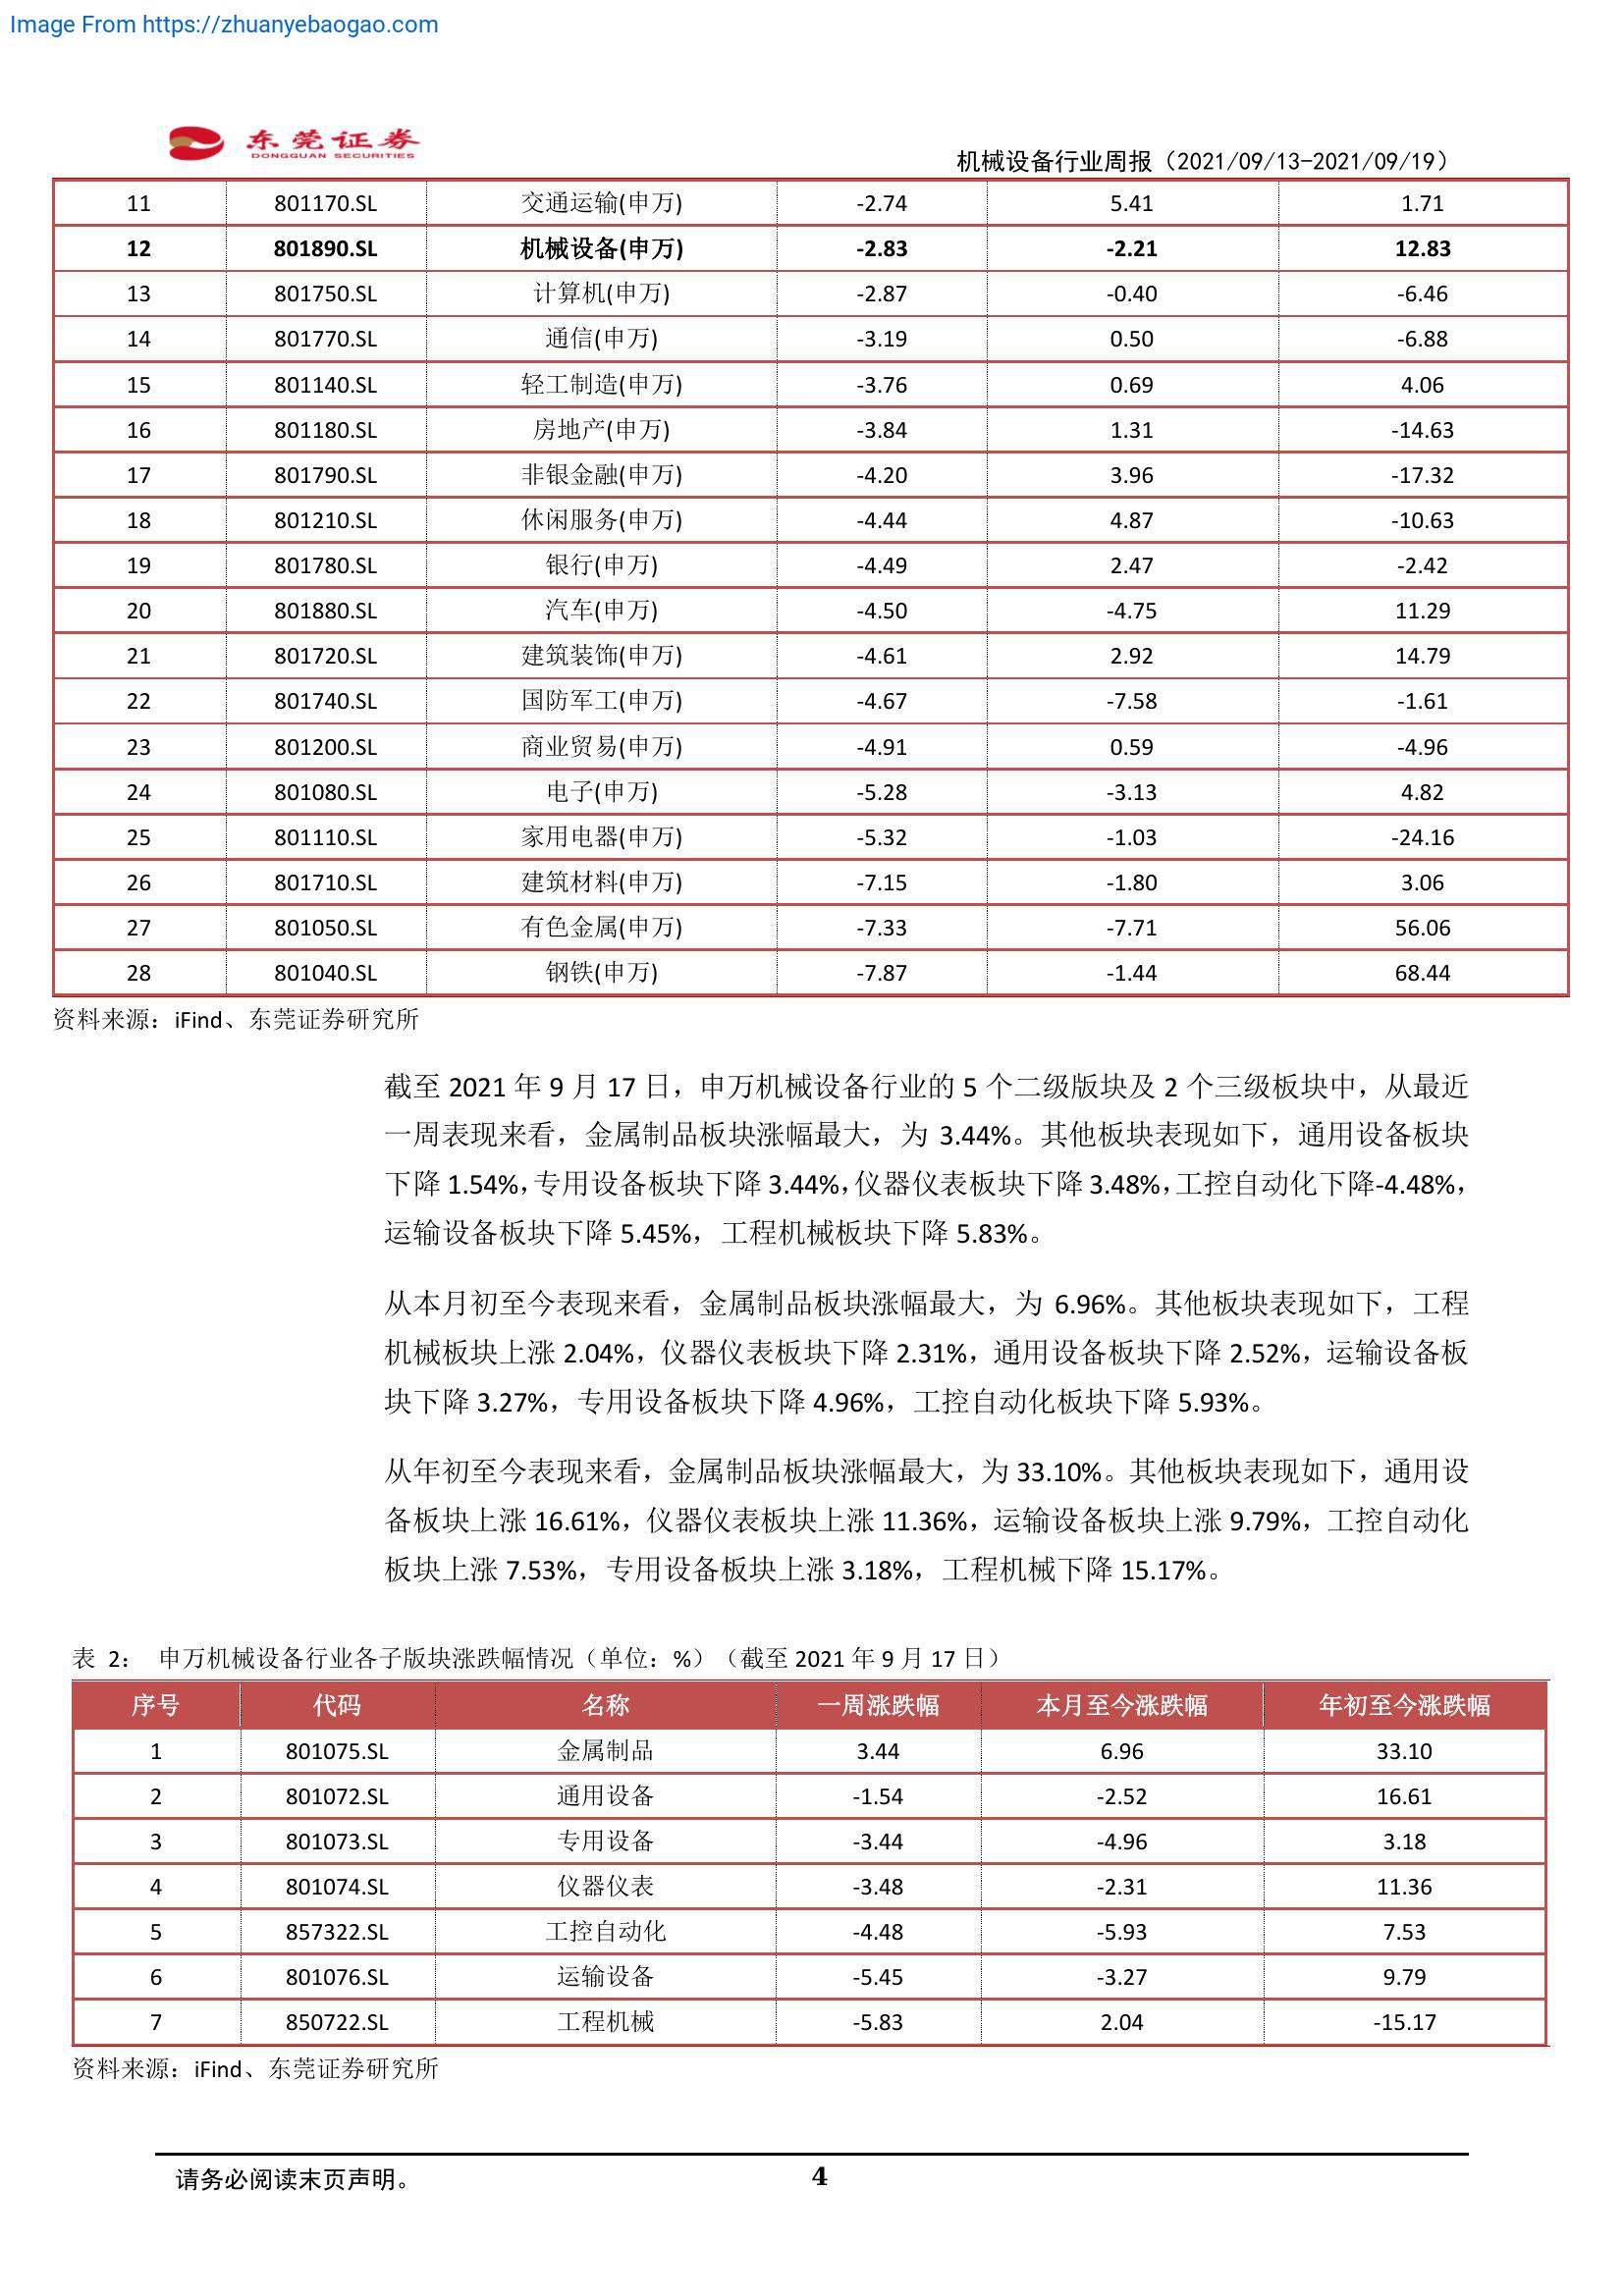 Image From https://zhuanyebaogao.com
东莞证券
DONGGUAN SECURITIES
机械设备行业周报（2021/09/13-2021/09/19）
11 801170.SL 交通运输(申万) -2.74 5.41 1.71
12 801890.SL 机械设备(申万) -2.83 -2.21 12.83
13 801750.SL 计算机(申万) -2.87 -0.40 -6.46
14 801770.SL 通信(申万) -3.19 0.50 -6.88
15 801140.SL 轻工制造(申万) -3.76 0.69 4.06
16 801180.SL 房地产(申万) -3.84 1.31 -14.63
17 801790.SL 非银金融(申万) -4.20 3.96 -17.32
18 801210.SL 休闲服务(申万) -4.44 4.87 -10.63
19 801780.SL 银行(申万) -4.49 2.47 -2.42
20 801880.SL 汽车(申万) -4.50 -4.75 11.29
21 801720.SL 建筑装饰(申万) -4.61 2.92 14.79
22 801740.SL 国防军工(申万) -4.67 -7.58 -1.61
23 801200.SL 商业贸易(申万) -4.91 0.59 -4.96
24 801080.SL 电子(申万) -5.28 -3.13 4.82
25 801110.SL 家用电器(申万) -5.32 -1.03 -24.16
26 801710.SL 建筑材料(申万) -7.15 -1.80 3.06
27 801050.SL 有色金属(申万) -7.33 -7.71 56.06
28 801040.SL 钢铁(申万) -7.87 -1.44 68.44
资料来源：iFind、东莞证券研究所
截至 2021 年 9 月 17 日，申万机械设备行业的 5 个二级版块及 2 个三级板块中，从最近
一周表现来看，金属制品板块涨幅最大，为 3.44%。其他板块表现如下，通用设备板块
下降 1.54%，专用设备板块下降 3.44%，仪器仪表板块下降 3.48%，工控自动化下降-4.48%，
运输设备板块下降 5.45%，工程机械板块下降 5.83%。
从本月初至今表现来看，金属制品板块涨幅最大，为 6.96%。其他板块表现如下，工程
机械板块上涨 2.04%，仪器仪表板块下降 2.31%，通用设备板块下降 2.52%，运输设备板
块下降 3.27%，专用设备板块下降 4.96%，工控自动化板块下降 5.93%。
从年初至今表现来看，金属制品板块涨幅最大，为 33.10%。其他板块表现如下，通用设
备板块上涨 16.61%，仪器仪表板块上涨 11.36%，运输设备板块上涨 9.79%，工控自动化
板块上涨 7.53%，专用设备板块上涨 3.18%，工程机械下降 15.17%。
表 2： 申万机械设备行业各子版块涨跌幅情况（单位：%）（截至 2021 年 9 月 17 日）
序号 代码 名称 一周涨跌幅 本月至今涨跌幅 年初至今涨跌幅
1 801075.SL 金属制品 3.44 6.96 33.10
2 801072.SL 通用设备 -1.54 -2.52 16.61
3 801073.SL 专用设备 -3.44 -4.96 3.18
4 801074.SL 仪器仪表 -3.48 -2.31 11.36
5 857322.SL 工控自动化 -4.48 -5.93 7.53
6 801076.SL 运输设备 -5.45 -3.27 9.79
7 850722.SL 工程机械 -5.83 2.04 -15.17
资料来源：iFind、东莞证券研究所
请务必阅读末页声明。 4